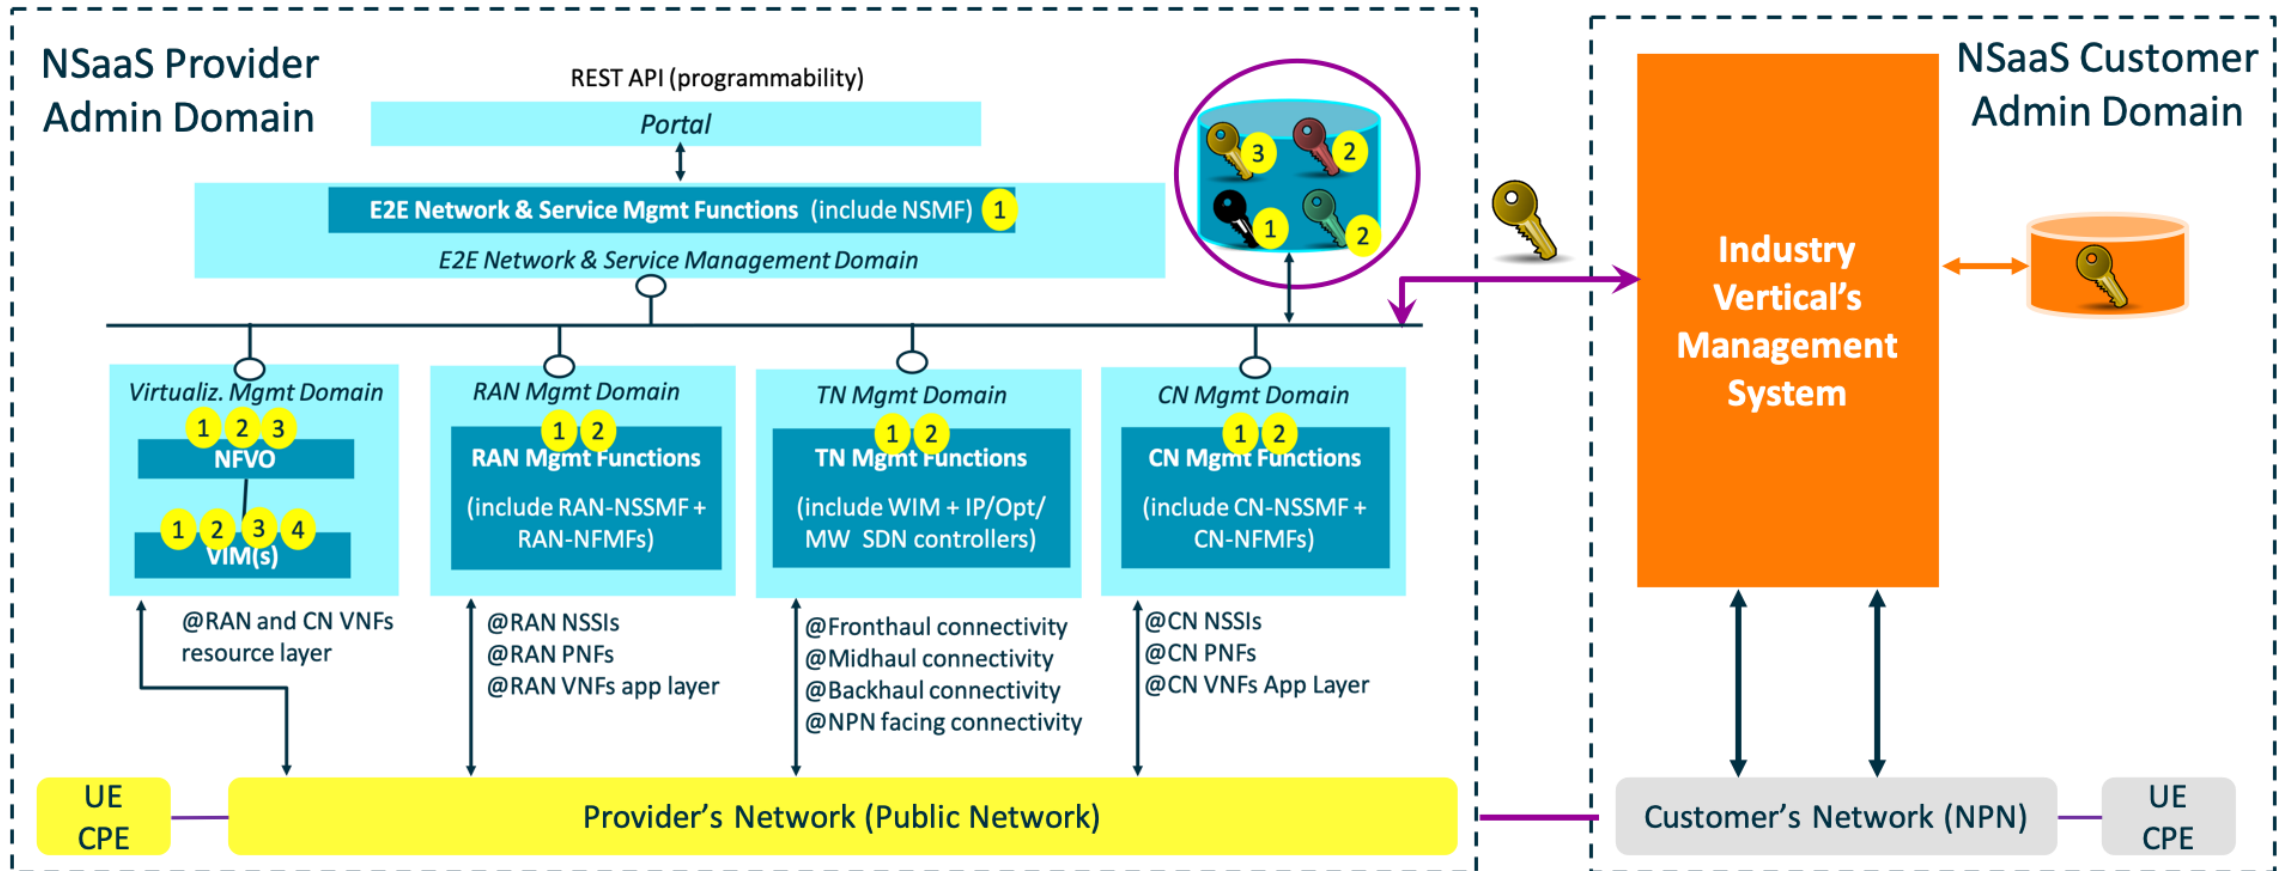 NSaaS Provider
Admin Domain
REST API (programmability)
Portal
E2E Network & Service Mgmt Functions (include NSMF) 1
E2E Network & Service Management Domain
3
2
1
2
Virtualiz. Mgmt Domain
1 2 3
NFVO
1 2 3 4
VIM(s)
@RAN and CN VNFs
resource layer
RAN Mgmt Domain
1 2
RAN Mgmt Functions
(include RAN-NSSMF +
RAN-NFMFs)
@RAN NSSIs
@RAN PNFs
@RAN VNFs app layer
TN Mgmt Domain
1 2
TN Mgmt Functions
(include WIM + IP/Opt/
MW SDN controllers)
@Fronthaul connectivity
@Midhaul connectivity
@Backhaul connectivity
@NPN facing connectivity
CN Mgmt Domain
1 2
CN Mgmt Functions
(include CN-NSSMF +
CN-NFMFs)
@CN NSSIs
@CN PNFs
@CN VNFs App Layer
UE
CPE
Provider's Network (Public Network)
NSaaS Customer
Admin Domain
Industry
Vertical's
Management
System
Customer's Network (NPN)
UE
CPE